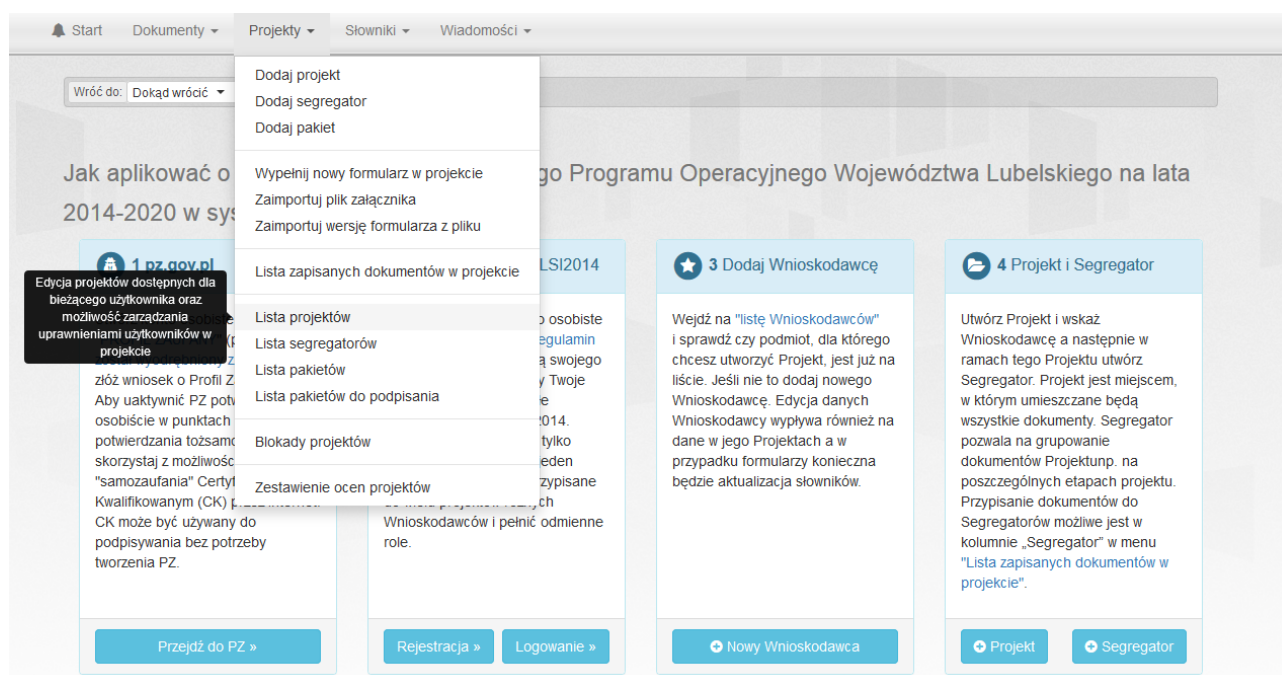 Start Dokumenty Projekty Słowniki Wiadomości
Wróć do: Dokąd wrócić
Dodaj projekt
Dodaj segregator
Dodaj pakiet
Wypełnij nowy formularz w projekcie
Zaimportuj plik załącznika
Zaimportuj wersję formularza z pliku
Lista zapisanych dokumentów w projekcie
Lista projektów
Lista segregatorów
Lista pakietów
Lista pakietów do podpisania
Blokady projektów
Zestawienie ocen projektów
Edycja projektów dostępnych dla
bieżącego użytkownika oraz
możliwość zarządzania
uprawnieniami użytkowników w
projekcie
Jak aplikować o go Programu Operacyjnego Województwa Lubelskiego na lata
2014-2020 w
1 pz.gov.pl
złóż wniosek o Profil
Aby uaktywnić PZ
osobiście w punktach
potwierdzania
skorzystaj z
"samozaufania"
Kwalifikowanym (CK)
CK może być używany do
podpisywania bez potrzeby
tworzenia PZ.
Przejdź do PZ »
LSI2014
osobiste
swojego
Twoje
2014.
tylko
Wnioskodawców i pełnić odmienne
role.
Rejestracja » Logowanie »
3 Dodaj Wnioskodawcę
Wejdź na "listę Wnioskodawców"
i sprawdź czy podmiot, dla którego
chcesz utworzyć Projekt, jest już na
liście. Jeśli nie to dodaj nowego
Wnioskodawcę. Edycja danych
Wnioskodawcy wypływa również na
dane w jego Projektach a w
przypadku formularzy konieczna
będzie aktualizacja słowników.
Nowy Wnioskodawca
4 Projekt i Segregator
Utwórz Projekt i wskaż
Wnioskodawcę a następnie w
ramach tego Projektu utwórz
Segregator. Projekt jest miejscem,
w którym umieszczane będą
wszystkie dokumenty. Segregator
pozwala na grupowanie
dokumentów Projektunp. na
poszczególnych etapach projektu.
Przypisanie dokumentów do
Segregatorów możliwe jest w
kolumnie „Segregator" w menu
"Lista zapisanych dokumentów w
projekcie".
Projekt Segregator